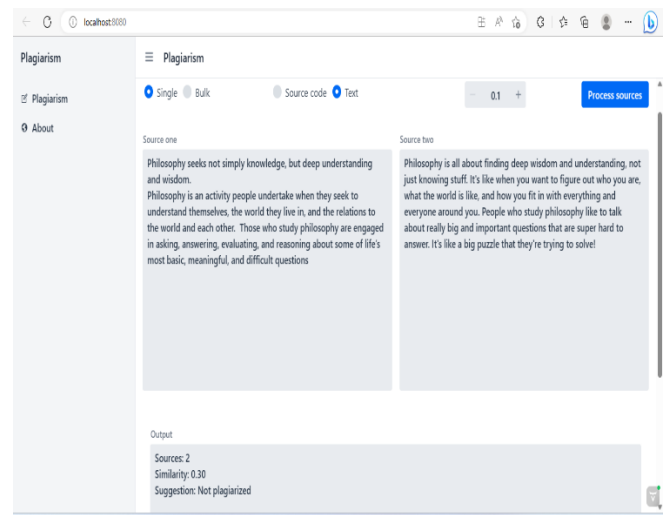 localhost:8080
Plagiarism
Plagiarism
Plagiarism
About
Single Bulk Source code Text
− 0.1 +
Process sources
Source one
Source two
Philosophy seeks not simply knowledge, but deep understanding
and wisdom.
Philosophy is an activity people undertake when they seek to
understand themselves, the world they live in, and the relations to
the world and each other. Those who study philosophy are engaged
in asking, answering, evaluating, and reasoning about some of life's
most basic, meaningful, and difficult questions
Philosophy is all about finding deep wisdom and understanding, not
just knowing stuff. It's like when you want to figure out who you are,
what the world is like, and how you fit in with everything and
everyone around you. People who study philosophy like to talk
about really big and important questions that are super hard to
answer. It's like a big puzzle that they're trying to solve!
Output
Sources: 2
Similarity: 0.30
Suggestion: Not plagiarized